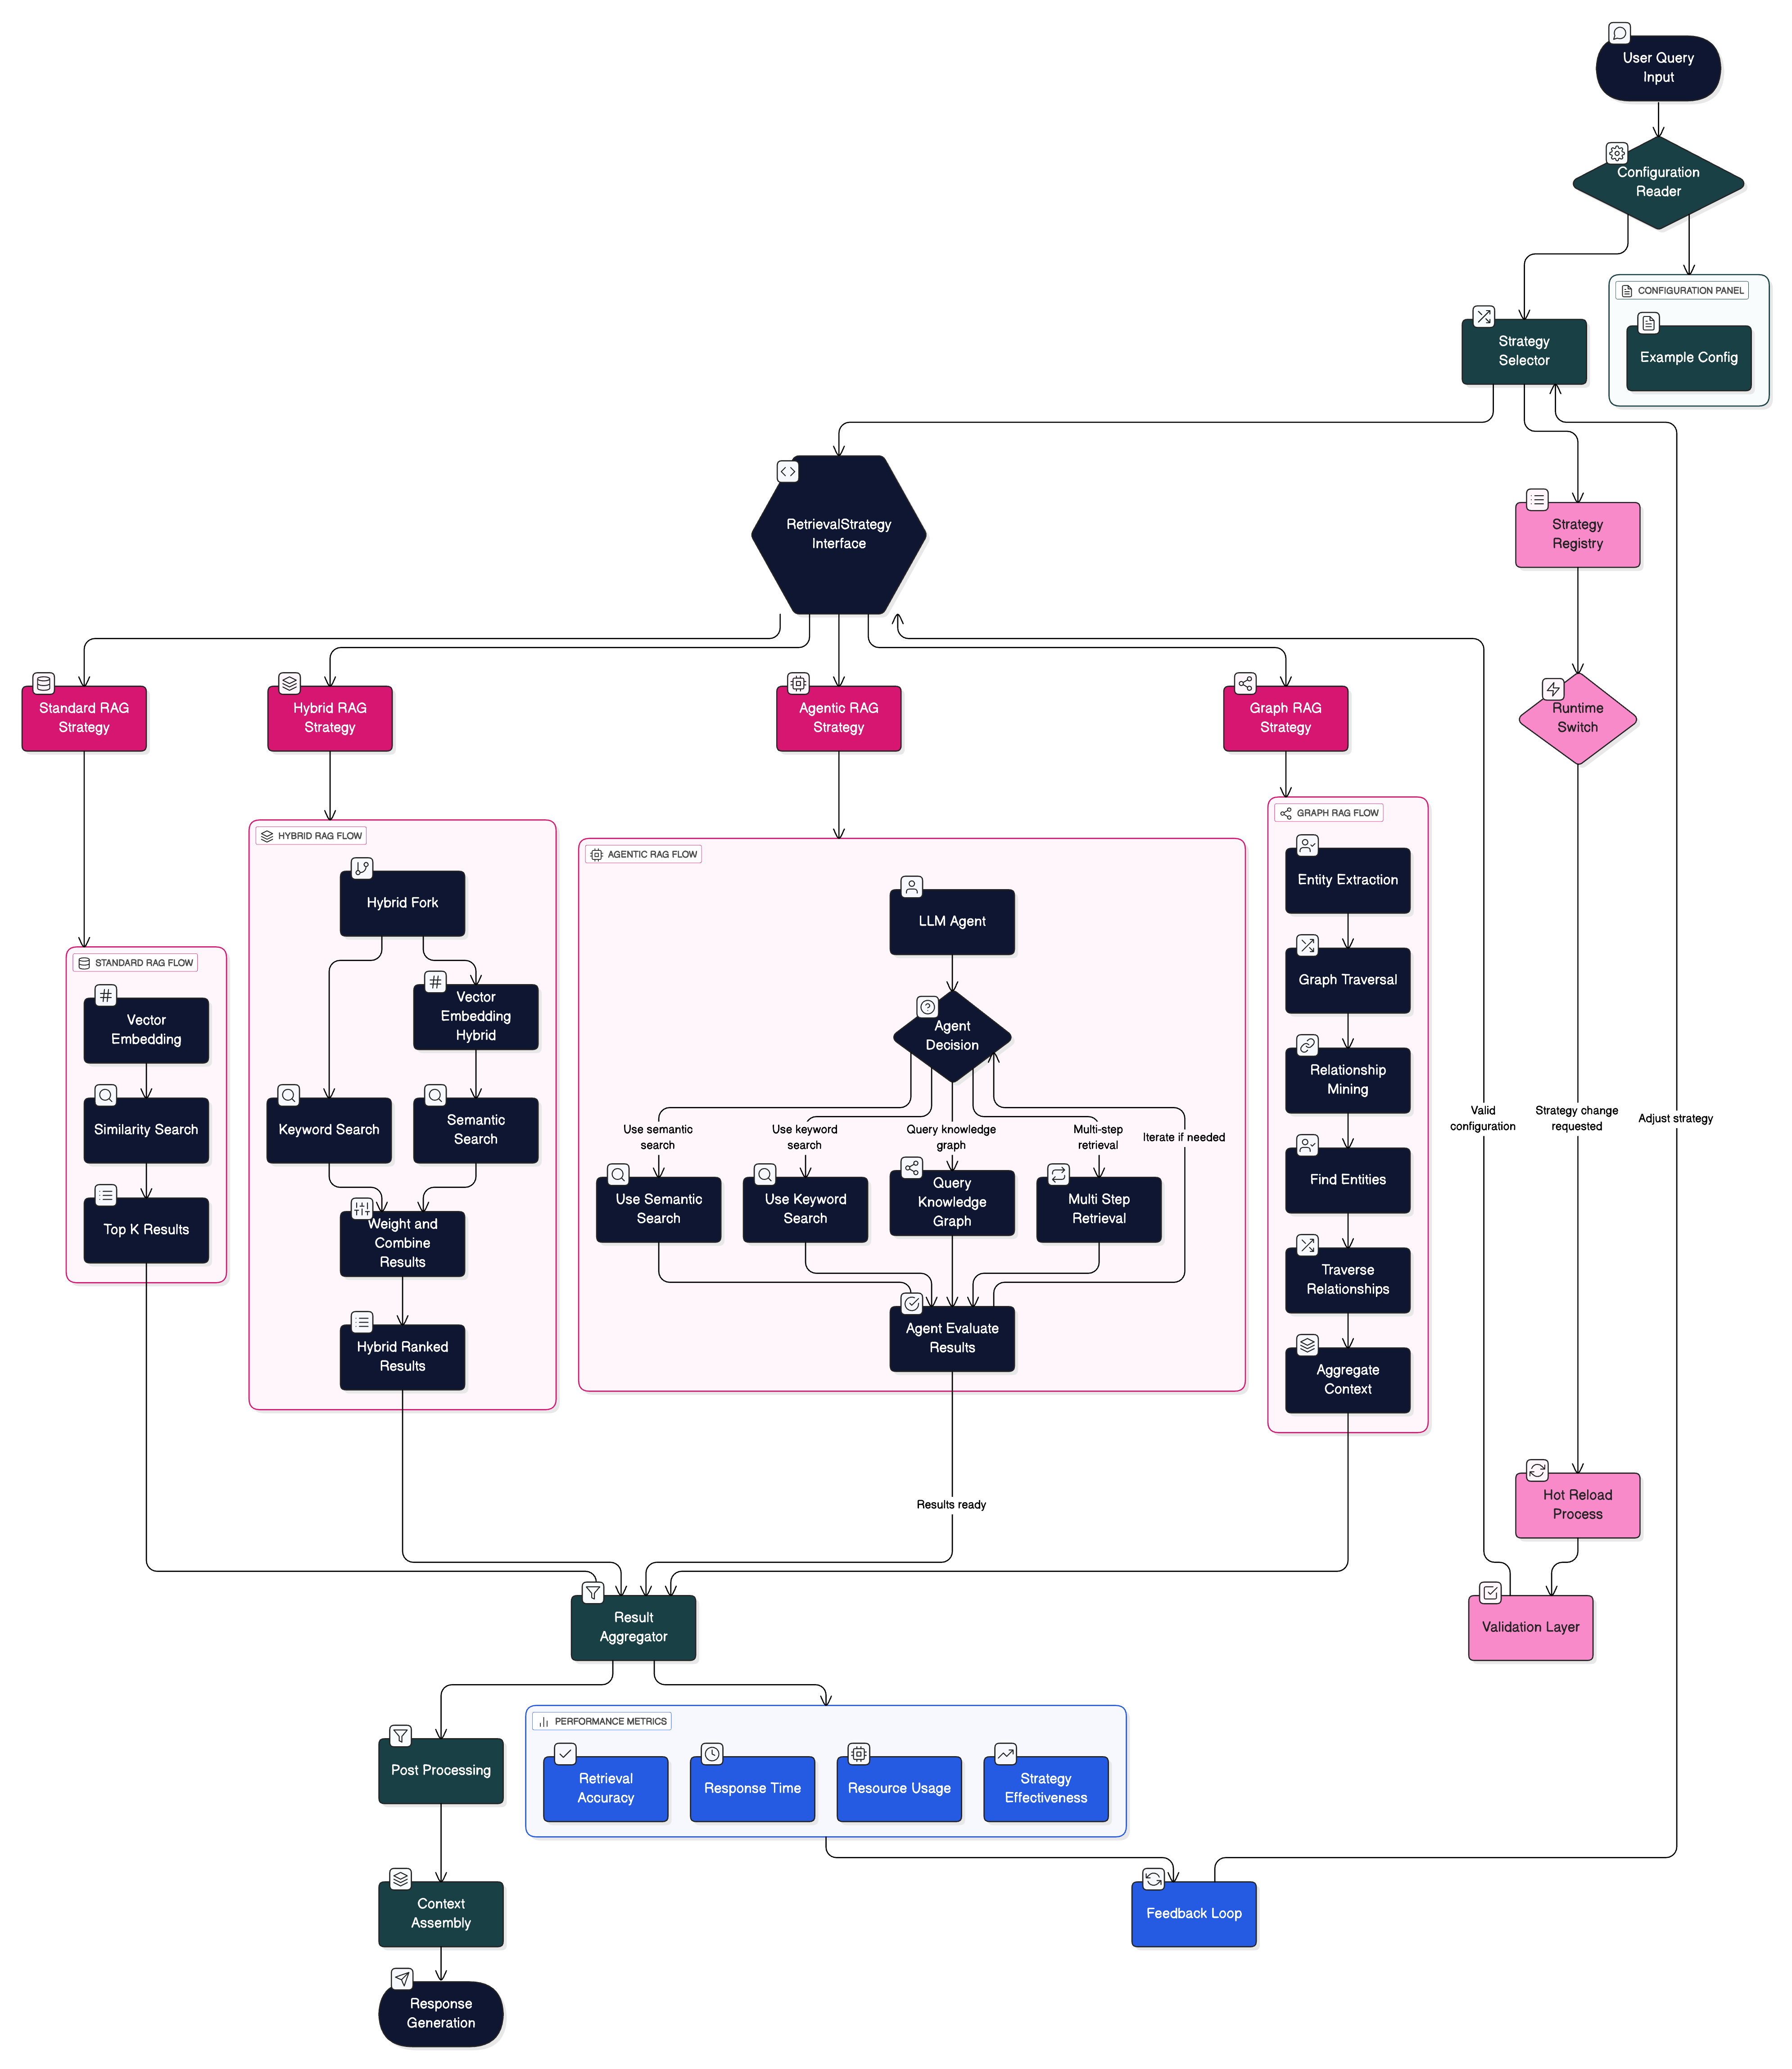 User Query
Input
Configuration
Reader
CONFIGURATION PANEL
Strategy
Selector
Example Config
RetrievalStrategy
Interface
Strategy
Registry
Standard RAG
Strategy
Hybrid RAG
Strategy
Agentic RAG
Strategy
Graph RAG
Strategy
Runtime
Switch
STANDARD RAG FLOW
Vector
Embedding
Similarity Search
Top K Results
HYBRID RAG FLOW
Hybrid Fork
Vector
Embedding
Hybrid
Keyword Search
Semantic
Search
Weight and
Combine
Results
Hybrid Ranked
Results
AGENTIC RAG FLOW
LLM Agent
Agent
Decision
Use semantic
search
Use keyword
search
Query knowledge
graph
Multi-step
retrieval
Iterate if needed
Use Semantic
Search
Use Keyword
Search
Query
Knowledge
Graph
Multi Step
Retrieval
Agent Evaluate
Results
Results ready
GRAPH RAG FLOW
Entity Extraction
Graph Traversal
Relationship
Mining
Find Entities
Traverse
Relationships
Aggregate
Context
Valid
configuration
Strategy change
requested
Adjust strategy
Hot Reload
Process
Validation Layer
Result
Aggregator
Post Processing
PERFORMANCE METRICS
Retrieval
Accuracy
Response Time
Resource Usage
Strategy
Effectiveness
Context
Assembly
Feedback Loop
Response
Generation